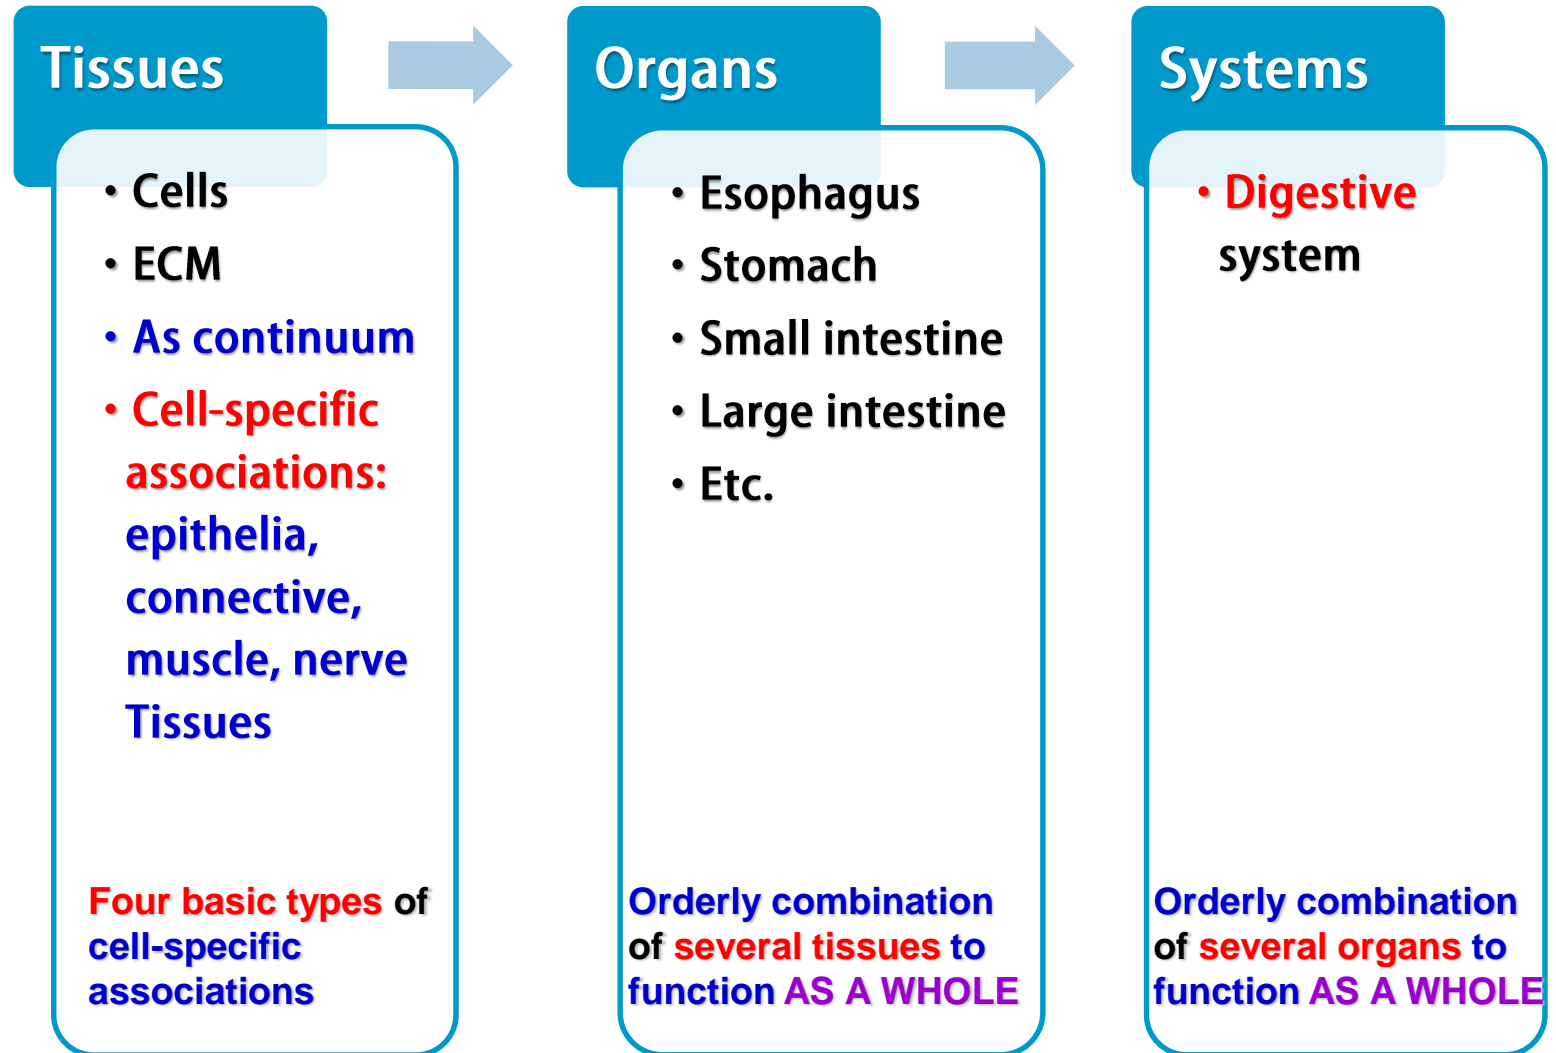 Tissues
• Cells
• ECM
• As continuum
• Cell-specific
associations:
epithelia,
connective,
muscle, nerve
Tissues
Four basic types of
cell-specific
associations
Organs
• Esophagus
• Stomach
• Small intestine
• Large intestine
• Etc.
Orderly combination
of several tissues to
function AS A WHOLE
Systems
• Digestive
system
Orderly combination
of several organs to
function AS A WHOLE